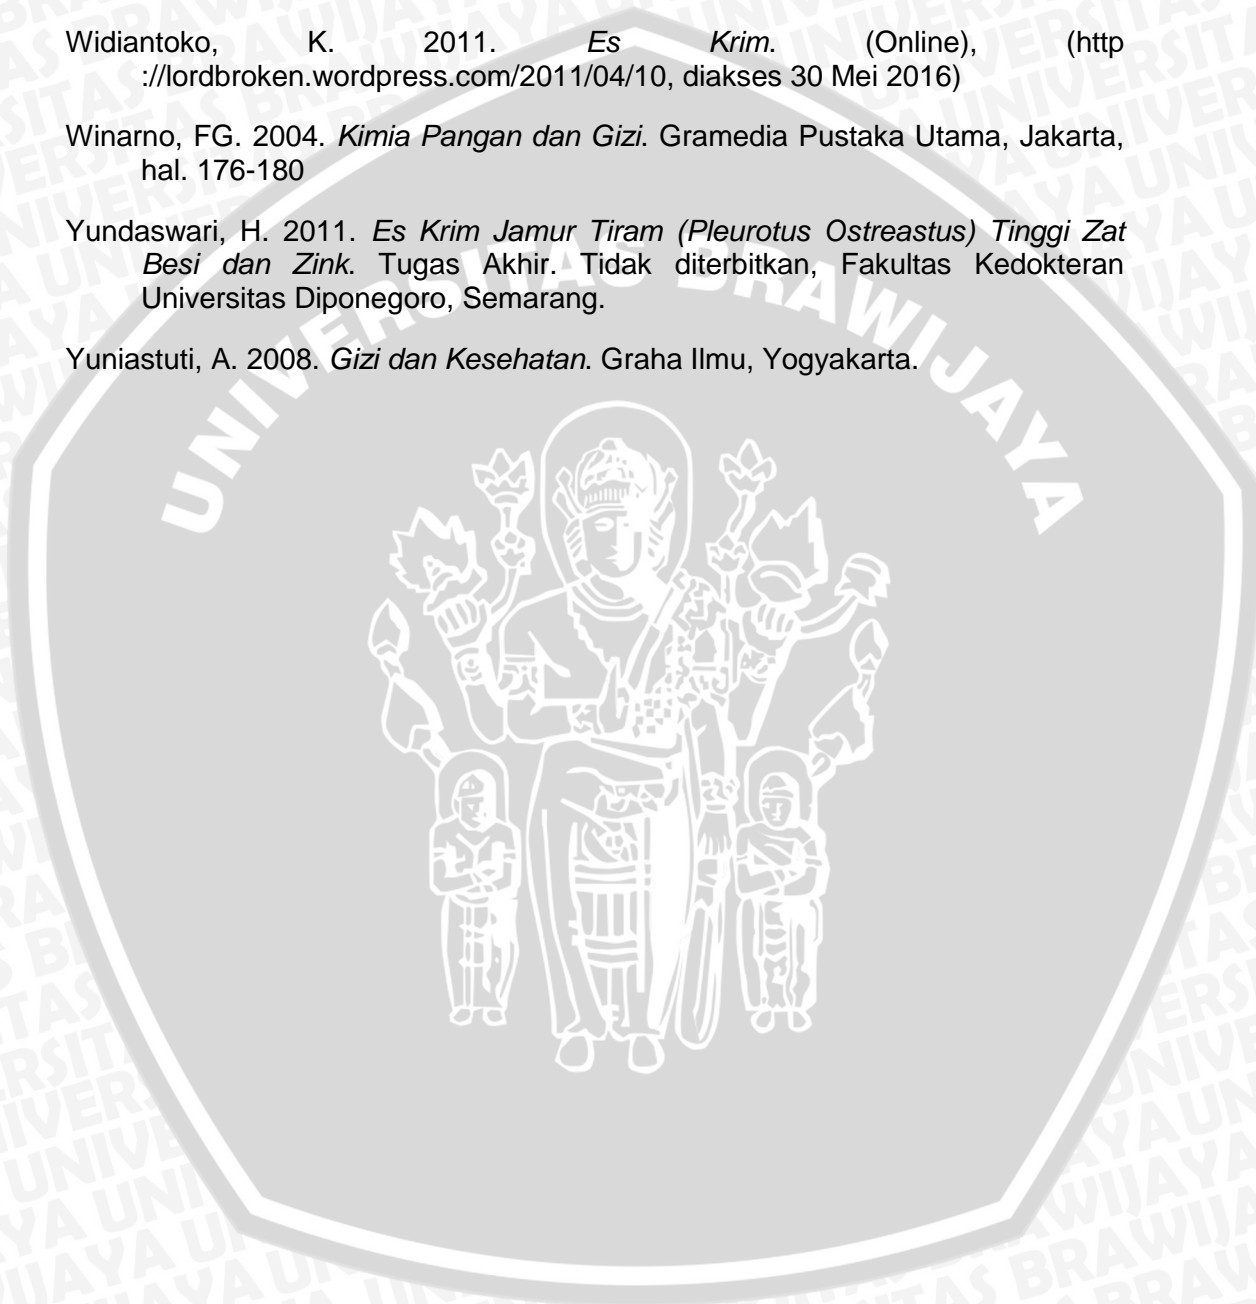 Widiantoko, K. 2011. Es Krim. (Online), (http
://lordbroken.wordpress.com/2011/04/10, diakses 30 Mei 2016)
Winarno, FG. 2004. Kimia Pangan dan Gizi. Gramedia Pustaka Utama, Jakarta,
hal. 176-180
Yundaswari, H. 2011. Es Krim Jamur Tiram (Pleurotus Ostreastus) Tinggi Zat
Besi dan Zink. Tugas Akhir. Tidak diterbitkan, Fakultas Kedokteran
Universitas Diponegoro, Semarang.
Yuniastuti, A. 2008. Gizi dan Kesehatan. Graha Ilmu, Yogyakarta.
UNIVERSITAS BRAWIJAYA